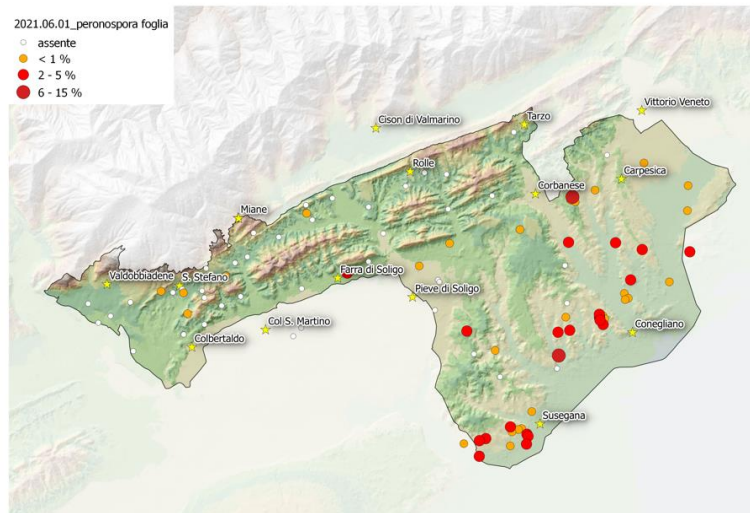 2021.06.01_peronospora foglia
assente
< 1 %
2 - 5 %
6 - 15 %
Vittorio Veneto
Tarzo
Cison di Valmarino
Rolle
Carpesica
Corbanese
Miane
Valdobbiadene
S. Stefano
Farra di Soligo
Pieve di Soligo
Col S. Martino
Conegliano
Colbertaldo
Susegana